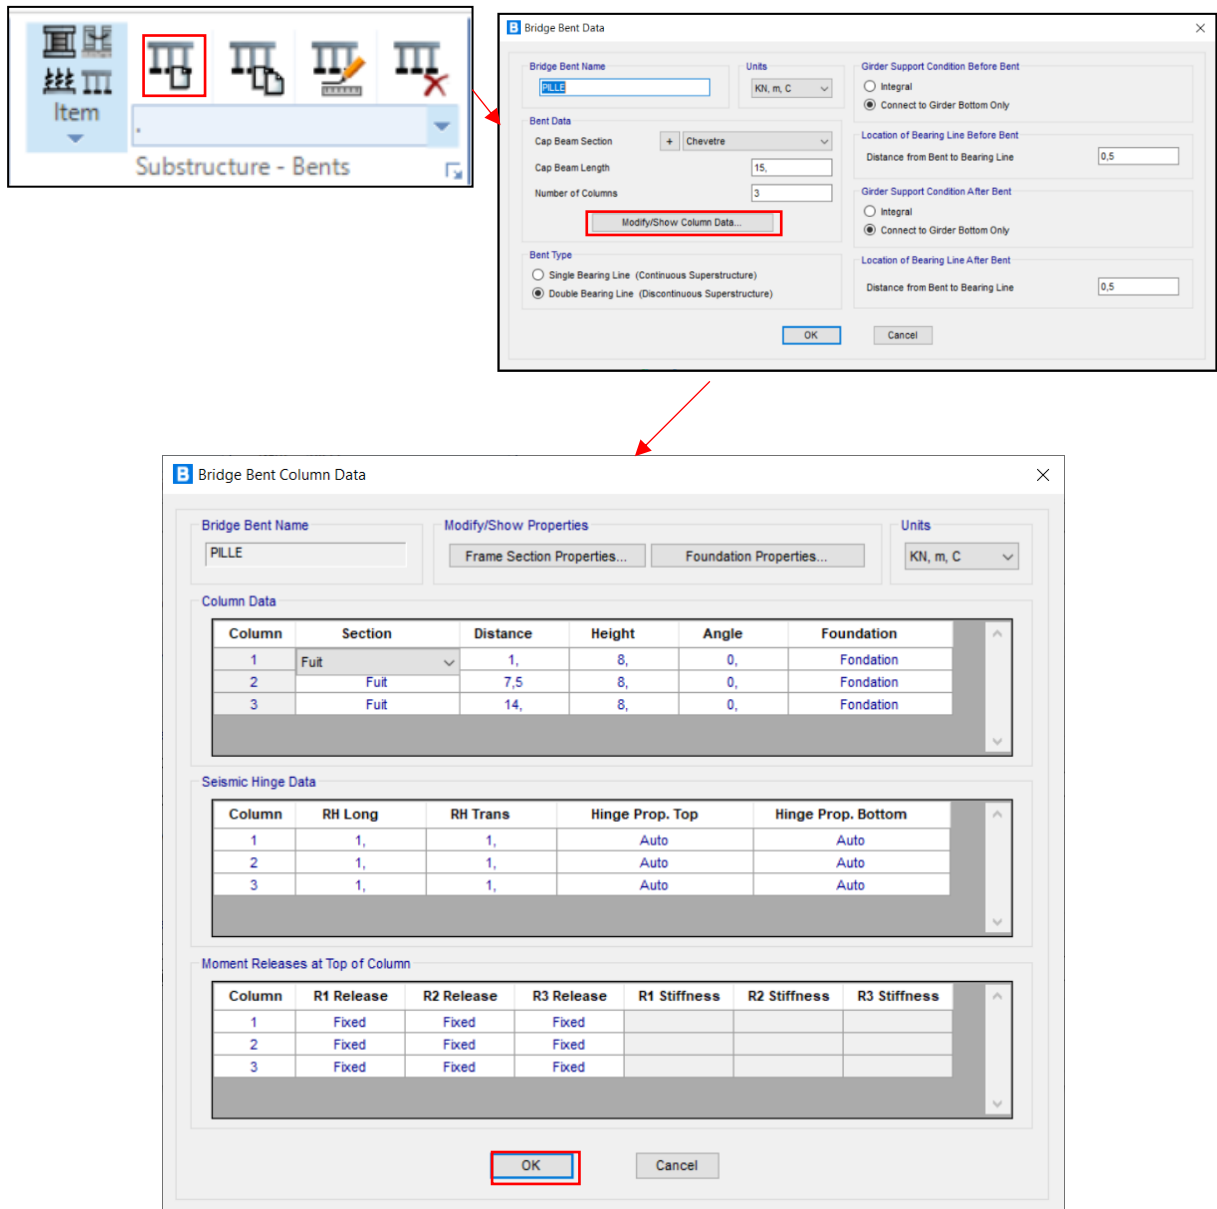 Item
.
Substructure - Bents
B Bridge Bent Data
Bridge Bent Name
PILLE
Units
KN, m, C
Bent Data
Cap Beam Section + Chevetre
Cap Beam Length 15,
Number of Columns 3
Modify/Show Column Data...
Bent Type
Single Bearing Line (Continuous Superstructure)
Double Bearing Line (Discontinuous Superstructure)
Girder Support Condition Before Bent
Integral
Connect to Girder Bottom Only
Location of Bearing Line Before Bent
Distance from Bent to Bearing Line 0,5
Girder Support Condition After Bent
Integral
Connect to Girder Bottom Only
Location of Bearing Line After Bent
Distance from Bent to Bearing Line 0,5
OK Cancel
B Bridge Bent Column Data
Bridge Bent Name
PILLE
Modify/Show Properties
Frame Section Properties... Foundation Properties...
Units
KN, m, C
Column Data
Column Section Distance Height Angle Foundation
1 Fuit 1, 8, 0, Fondation
2 Fuit 7,5 8, 0, Fondation
3 Fuit 14, 8, 0, Fondation
Seismic Hinge Data
Column RH Long RH Trans Hinge Prop. Top Hinge Prop. Bottom
1 1, 1, Auto Auto
2 1, 1, Auto Auto
3 1, 1, Auto Auto
Moment Releases at Top of Column
Column R1 Release R2 Release R3 Release R1 Stiffness R2 Stiffness R3 Stiffness
1 Fixed Fixed Fixed
2 Fixed Fixed Fixed
3 Fixed Fixed Fixed
OK Cancel